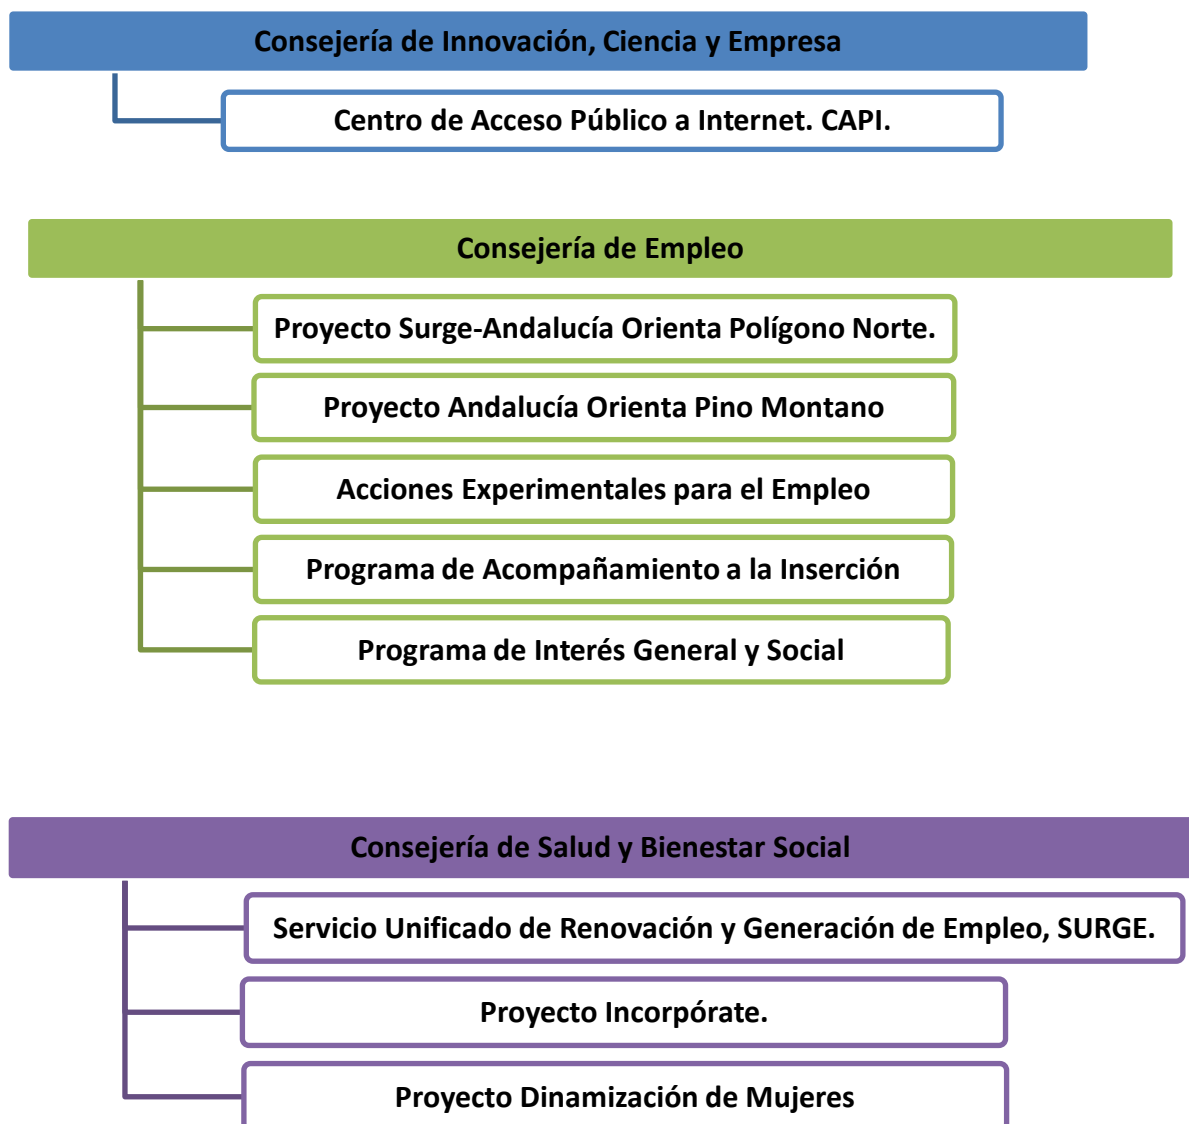 Consejería de Innovación, Ciencia y Empresa
Centro de Acceso Público a Internet. CAPI.
Consejería de Empleo
Proyecto Surge-Andalucía Orienta Polígono Norte.
Proyecto Andalucía Orienta Pino Montano
Acciones Experimentales para el Empleo
Programa de Acompañamiento a la Inserción
Programa de Interés General y Social
Consejería de Salud y Bienestar Social
Servicio Unificado de Renovación y Generación de Empleo, SURGE.
Proyecto Incorpórate.
Proyecto Dinamización de Mujeres